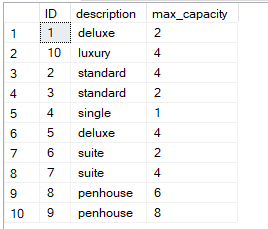 ID description max_capacity
1 1 deluxe 2
2 10 luxury 4
3 2 standard 4
4 3 standard 2
5 4 single 1
6 5 deluxe 4
7 6 suite 2
8 7 suite 4
9 8 penhouse 6
10 9 penhouse 8